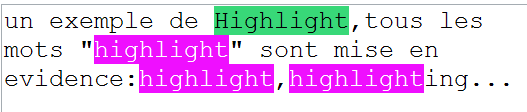 un exemple de Highlight,tous les
mots "highlight" sont mise en
evidence:highlight,highlighting...